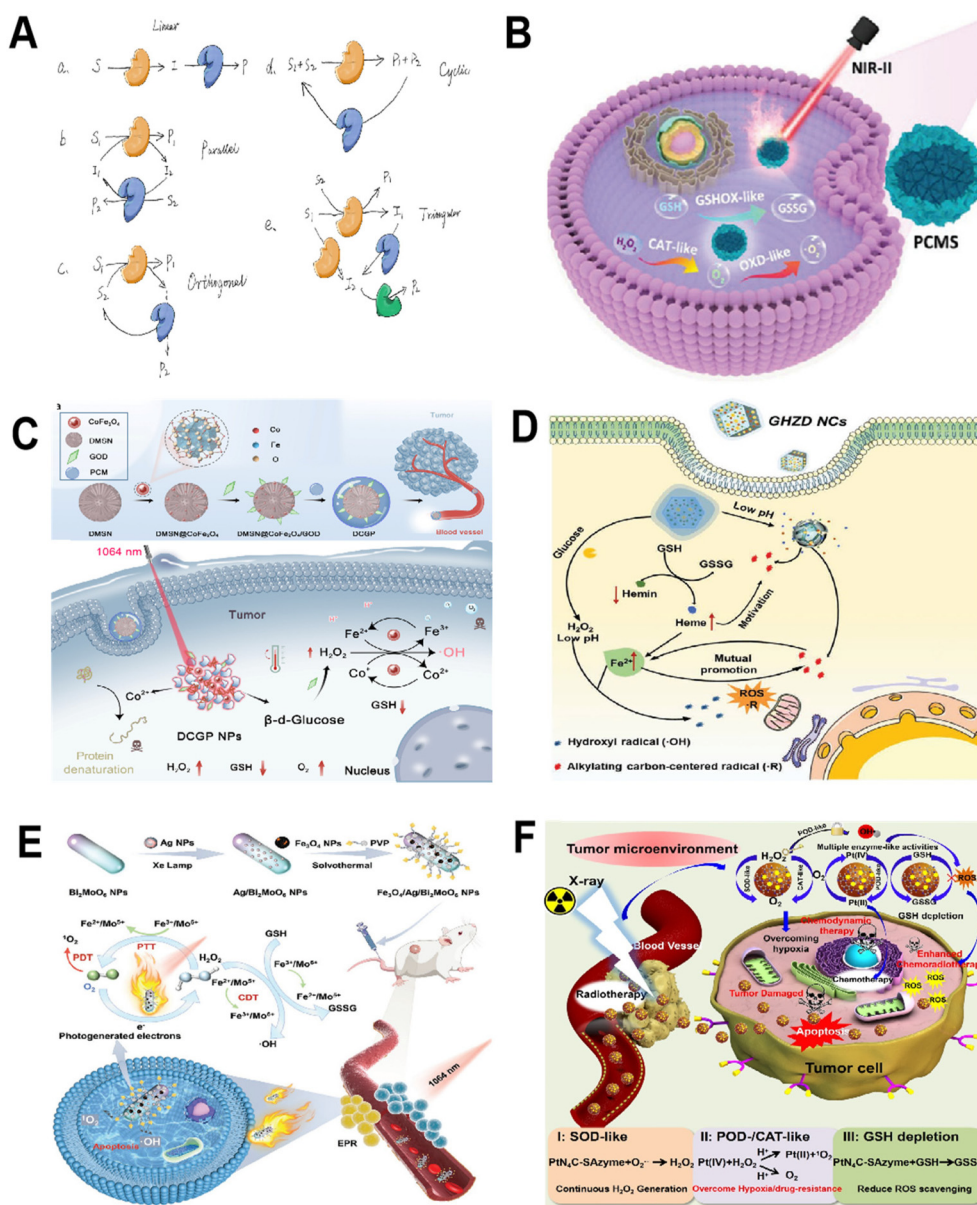 A
Linear
a. S I P
b S₁ P₁
Parallel
I₁ I₂
P₂ S₂
c. S₁ P₁
S₂ I
Orthogonal
P₂
d. S₁+S₂ P₁+P₂
Cyclic
e. S₂ P₁
S₁ I₁
Triangular
I₂ P₂
B
NIR-II
GSH GSHOX-like GSSG
H₂O₂ CAT-like
O₂ OXD-like ·O₂⁻
PCMS
C
CoFe₂O₄
DMSN
GOD
PCM
Co
Fe
O
Tumor
DMSN DMSN@CoFe₂O₄ DMSN@CoFe₂O₄/GOD DCGP
Blood vessel
1064 nm
Tumor
Fe²⁺ Fe³⁺
H₂O₂ ·OH
Co Co²⁺
GSH
Co²⁺
β-d-Glucose
DCGP NPs
Protein
denaturation
H₂O₂ GSH O₂ Nucleus
D
GHZD NCs
Low pH
Glucose
GSH
GSSG
Hemin
Heme
Motivation
H₂O₂
Low pH
Fe²⁺
Mutual
promotion
ROS
·R
Hydroxyl radical (·OH)
Alkylating carbon-centered radical (·R)
E
Ag NPs Fe₃O₄ NPs PVP
Xe Lamp Solvothermal
Bi₂MoO₆ NPs Ag/Bi₂MoO₆ NPs Fe₃O₄/Ag/Bi₂MoO₆ NPs
Fe²⁺/Mo⁵⁺ Fe³⁺/Mo⁶⁺
GSH
¹O₂ PTT
PDT H₂O₂
O₂
Fe²⁺/Mo⁵⁺
CDT
Fe³⁺/Mo⁶⁺
Fe³⁺/Mo⁶⁺
Fe²⁺/Mo⁵⁺
GSSG
e⁻
Photogenerated electrons
·OH
1064 nm
¹O₂
Apoptosis ·OH
EPR
F
Tumor microenvironment
X-ray
POD-like
Multiple enzyme-like activities
H₂O₂ Pt(IV) GSH
SOD-like CAT-like O₂ POD-like ROS
O₂ Pt(II) GSSG
GSH depletion
Blood Vessel
Chemodynamic
therapy
Overcoming
hypoxia
Enhanced
Chemoradiotherapy
Chemotherapy
ROS
ROS
ROS
Radiotherapy
Tumor Damaged
Apoptosis
Tumor cell
I: SOD-like II: POD-/CAT-like III: GSH depletion
PtN₄C-SAzyme+O₂·⁻ → H₂O₂ Pt(IV)+H₂O₂ H⁺ Pt(II)+¹O₂ PtN₄C-SAzyme+GSH→GSS
H⁺ O₂
Continuous H₂O₂ Generation Overcome Hypoxia/drug-resistance Reduce ROS scavenging